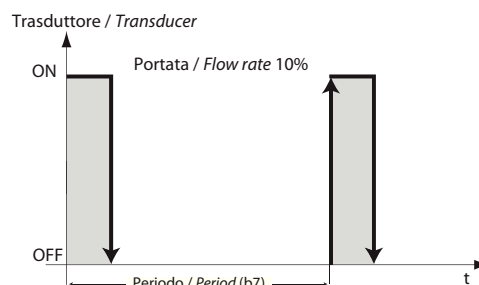 Trasduttore / Transducer
ON
Portata / Flow rate 10%
OFF
t
Periodo / Period (b7)